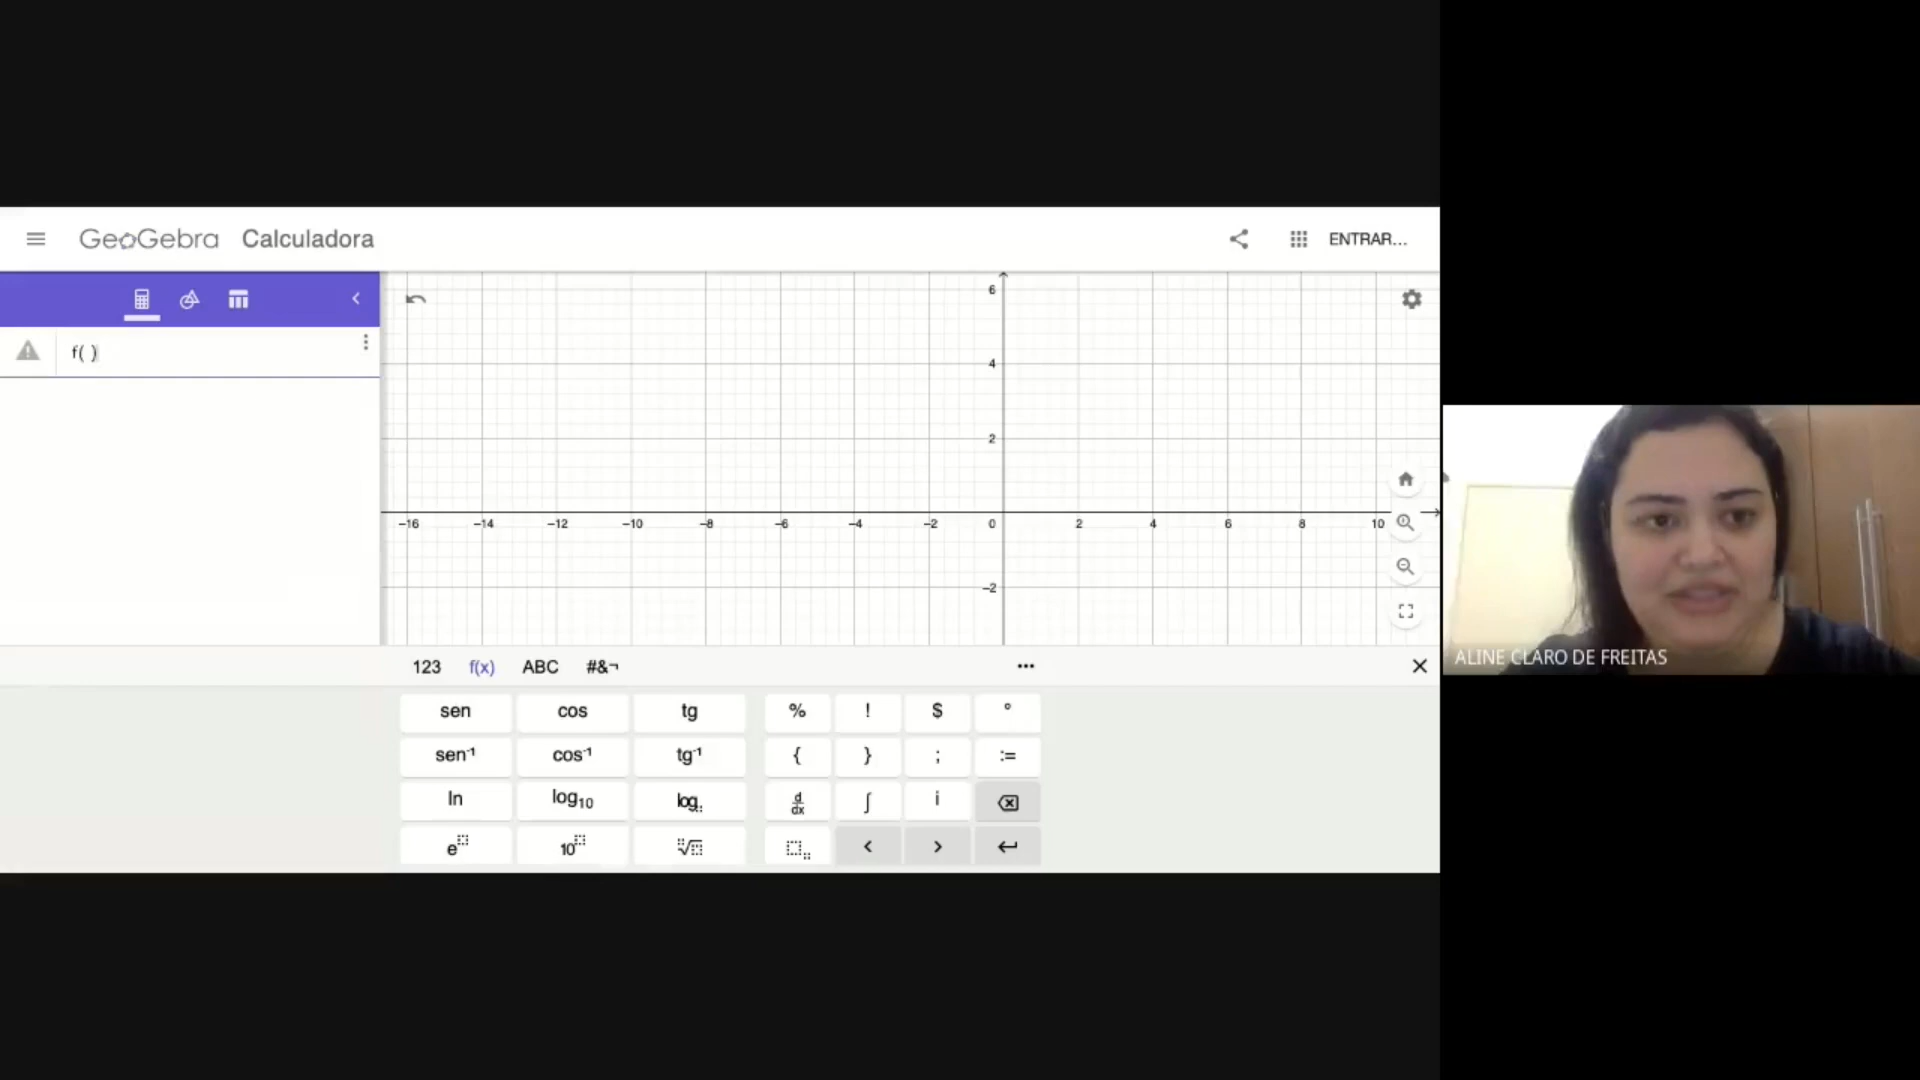 GeoGebra Calculadora
ENTRAR...
f( )
6
4
2
-16 -14 -12 -10 -8 -6 -4 -2 0 2 4 6 8 10
-2
123 f(x) ABC #&¬ ...
sen cos tg % ! $ °
sen⁻¹ cos⁻¹ tg⁻¹ { } ; :=
ln log₁₀ log d/dx ∫ i
e 10 √ < >
ALINE CLARO DE FREITAS